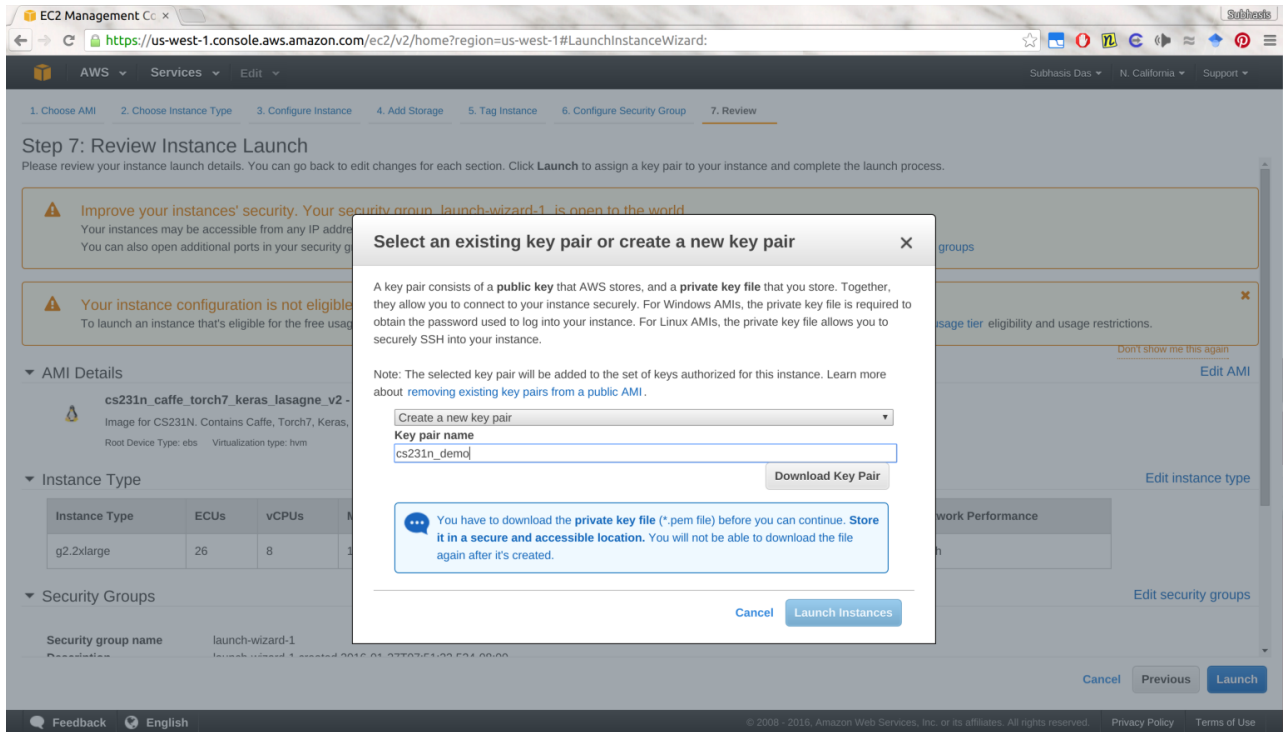 EC2 Management Co ×
Subhasis
https://us-west-1.console.aws.amazon.com/ec2/v2/home?region=us-west-1#LaunchInstanceWizard:
AWS Services Edit Subhasis Das N. California Support
1. Choose AMI 2. Choose Instance Type 3. Configure Instance 4. Add Storage 5. Tag Instance 6. Configure Security Group 7. Review
Step 7: Review Instance Launch
Please review your instance launch details. You can go back to edit changes for each section. Click Launch to assign a key pair to your instance and complete the launch process.
Improve your instances' security. Your security group, launch-wizard-1, is open to the world.
Your instances may be accessible from any IP addre
You can also open additional ports in your security g
groups
Your instance configuration is not eligible
To launch an instance that's eligible for the free usag
usage tier eligibility and usage restrictions.
Don't show me this again
Select an existing key pair or create a new key pair ×
A key pair consists of a public key that AWS stores, and a private key file that you store. Together,
they allow you to connect to your instance securely. For Windows AMIs, the private key file is required to
obtain the password used to log into your instance. For Linux AMIs, the private key file allows you to
securely SSH into your instance.
Note: The selected key pair will be added to the set of keys authorized for this instance. Learn more
about removing existing key pairs from a public AMI .
Create a new key pair
Key pair name
cs231n_demo
Download Key Pair
You have to download the private key file (*.pem file) before you can continue. Store
it in a secure and accessible location. You will not be able to download the file
again after it's created.
Cancel Launch Instances
AMI Details Edit AMI
cs231n_caffe_torch7_keras_lasagne_v2 -
Image for CS231N. Contains Caffe, Torch7, Keras,
Root Device Type: ebs Virtualization type: hvm
Instance Type Edit instance type
Instance Type ECUs vCPUs M work Performance
g2.2xlarge 26 8 1 h
Security Groups Edit security groups
Security group name launch-wizard-1
Description launch-wizard-1 created 2016-01-27T07:51:22.524-08:00
Cancel Previous Launch
Feedback English © 2008 - 2016, Amazon Web Services, Inc. or its affiliates. All rights reserved. Privacy Policy Terms of Use